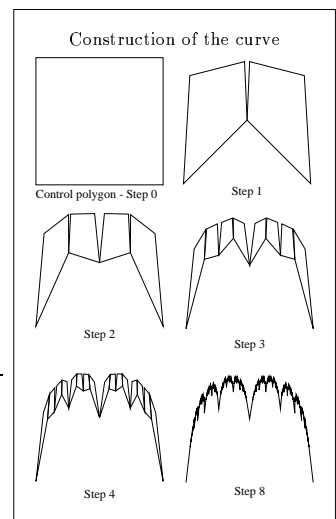 Construction of the curve
Control polygon - Step 0
Step 1
Step 2
Step 3
Step 4
Step 8